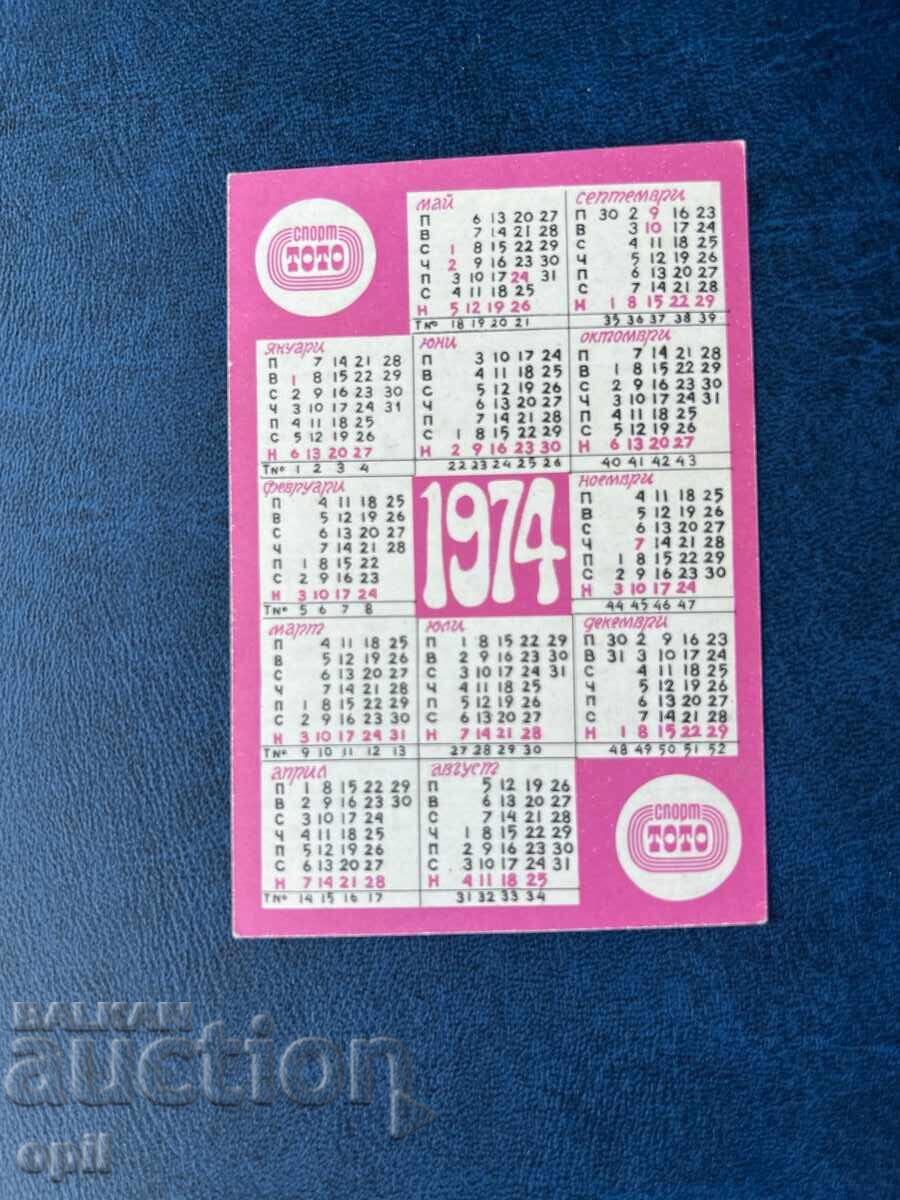 спорт
ТОТО
май
П 6 13 20 27
В 7 14 21 28
С 1 8 15 22 29
Ч 2 9 16 23 30
П 3 10 17 24 31
С 4 11 18 25
Н 5 12 19 26
Т№ 18 19 20 21
септември
П 30 2 9 16 23
В 3 10 17 24
С 4 11 18 25
Ч 5 12 19 26
П 6 13 20 27
С 7 14 21 28
Н 1 8 15 22 29
35 36 37 38 39
януари
П 7 14 21 28
В 1 8 15 22 29
С 2 9 16 23 30
Ч 3 10 17 24 31
П 4 11 18 25
С 5 12 19 26
Н 6 13 20 27
Т№ 1 2 3 4
юни
П 3 10 17 24
В 4 11 18 25
С 5 12 19 26
Ч 6 13 20 27
П 7 14 21 28
С 1 8 15 22 29
Н 2 9 16 23 30
22 23 24 25 26
октомври
П 7 14 21 28
В 1 8 15 22 29
С 2 9 16 23 30
Ч 3 10 17 24 31
П 4 11 18 25
С 5 12 19 26
Н 6 13 20 27
40 41 42 43
февруари
П 4 11 18 25
В 5 12 19 26
С 6 13 20 27
Ч 7 14 21 28
П 1 8 15 22
С 2 9 16 23
Н 3 10 17 24
Т№ 5 6 7 8
1974
ноември
П 4 11 18 25
В 5 12 19 26
С 6 13 20 27
Ч 7 14 21 28
П 1 8 15 22 29
С 2 9 16 23 30
Н 3 10 17 24
44 45 46 47
март
П 4 11 18 25
В 5 12 19 26
С 6 13 20 27
Ч 7 14 21 28
П 1 8 15 22 29
С 2 9 16 23 30
Н 3 10 17 24 31
Т№ 9 10 11 12 13
юли
П 1 8 15 22 29
В 2 9 16 23 30
С 3 10 17 24 31
Ч 4 11 18 25
П 5 12 19 26
С 6 13 20 27
Н 7 14 21 28
27 28 29 30
декември
П 30 2 9 16 23
В 31 3 10 17 24
С 4 11 18 25
Ч 5 12 19 26
П 6 13 20 27
С 7 14 21 28
Н 1 8 15 22 29
48 49 50 51 52
април
П 1 8 15 22 29
В 2 9 16 23 30
С 3 10 17 24
Ч 4 11 18 25
П 5 12 19 26
С 6 13 20 27
Н 7 14 21 28
Т№ 14 15 16 17
август
П 5 12 19 26
В 6 13 20 27
С 7 14 21 28
Ч 1 8 15 22 29
П 2 9 16 23 30
С 3 10 17 24 31
Н 4 11 18 25
31 32 33 34
спорт
ТОТО
BALKAN
auction
opil